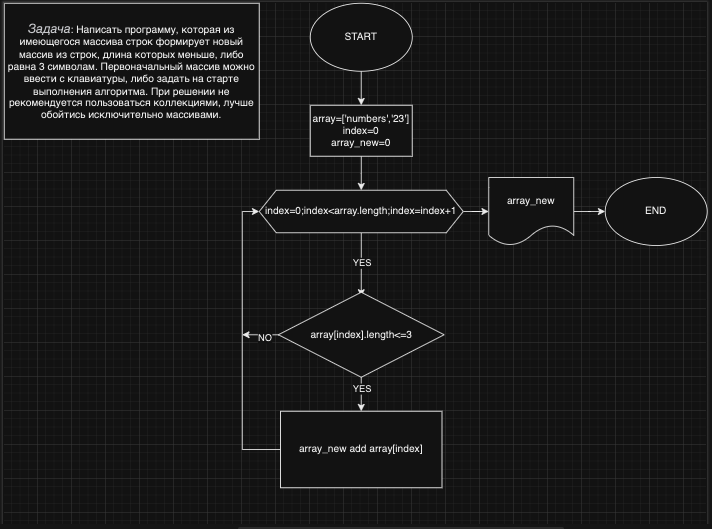 Задача: Написать программу, которая из
имеющегося массива строк формирует новый
массив из строк, длина которых меньше, либо
равна 3 символам. Первоначальный массив можно
ввести с клавиатуры, либо задать на старте
выполнения алгоритма. При решении не
рекомендуется пользоваться коллекциями, лучше
обойтись исключительно массивами.
START
array=['numbers','23']
index=0
array_new=0
index=0;index<array.length;index=index+1
array_new
END
YES
array[index].length<=3
NO
YES
array_new add array[index]